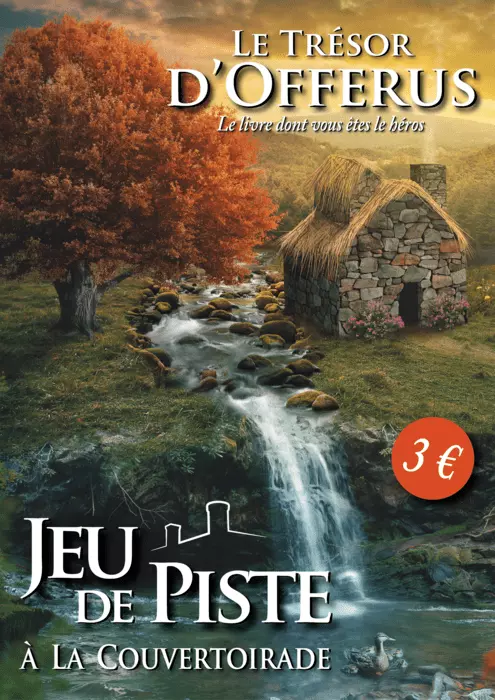 Le Trésor
d'Offerus
Le livre dont vous êtes le héros
3 €
Jeu
de Piste
à La Couvertoirade